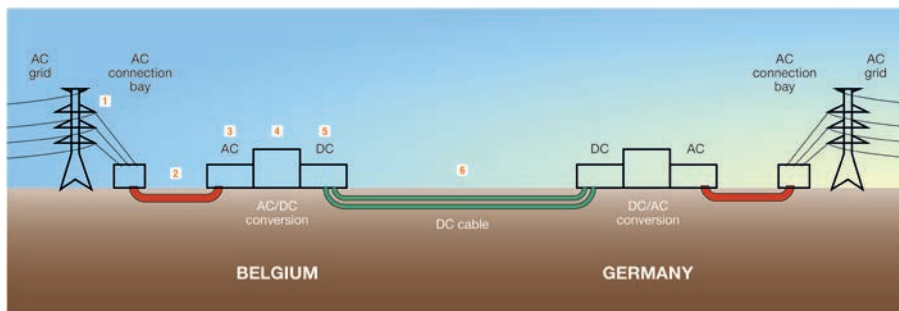 AC
grid
AC
connection
bay
1
2
3
AC
4
5
DC
6
AC/DC
conversion
DC cable
DC
AC
DC/AC
conversion
AC
connection
bay
AC
grid
BELGIUM
GERMANY